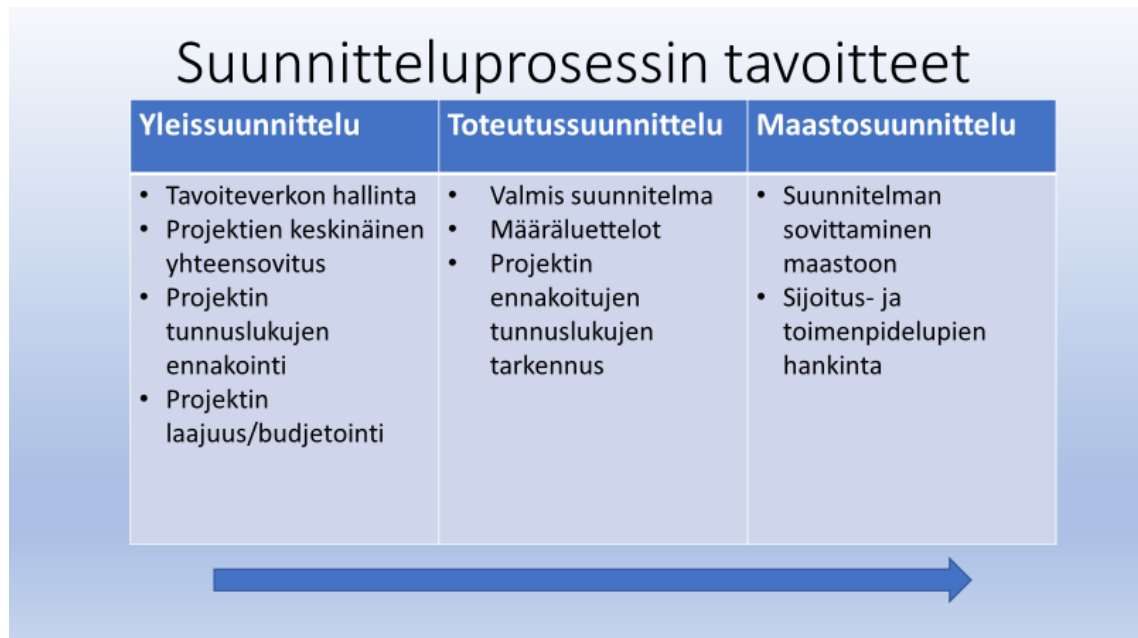 Suunnitteluprosessin tavoitteet
Yleissuunnittelu
• Tavoiteverkon hallinta
• Projektien keskinäinen
yhteensovitus
• Projektin
tunnuslukujen
ennakointi
• Projektin
laajuus/budjetointi
Toteutussuunnittelu
• Valmis suunnitelma
• Määräluettelot
• Projektin
ennakoitujen
tunnuslukujen
tarkennus
Maastosuunnittelu
• Suunnitelman
sovittaminen
maastoon
• Sijoitus- ja
toimenpidelupien
hankinta